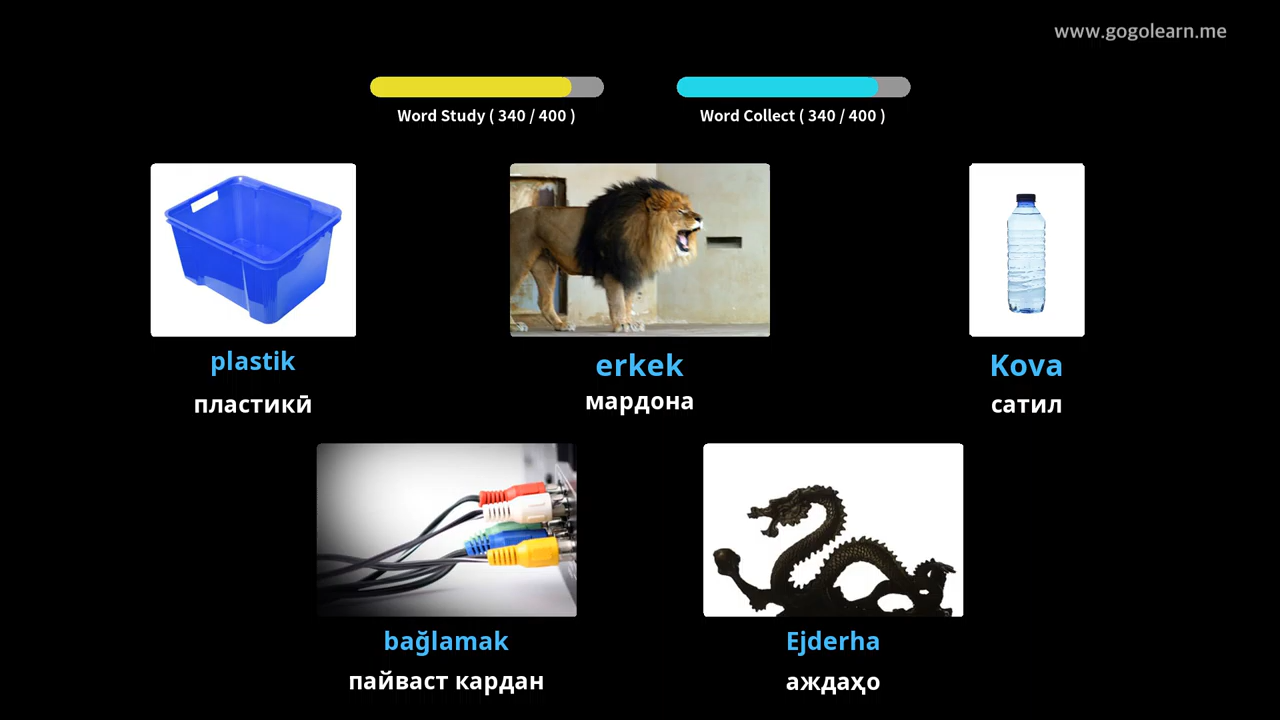 www.gogolearn.me
Word Study ( 340 / 400 )
Word Collect ( 340 / 400 )
plastik
erkek
Kova
пластикӣ
мардона
сатил
bağlamak
Ejderha
пайваст кардан
аждаҳо